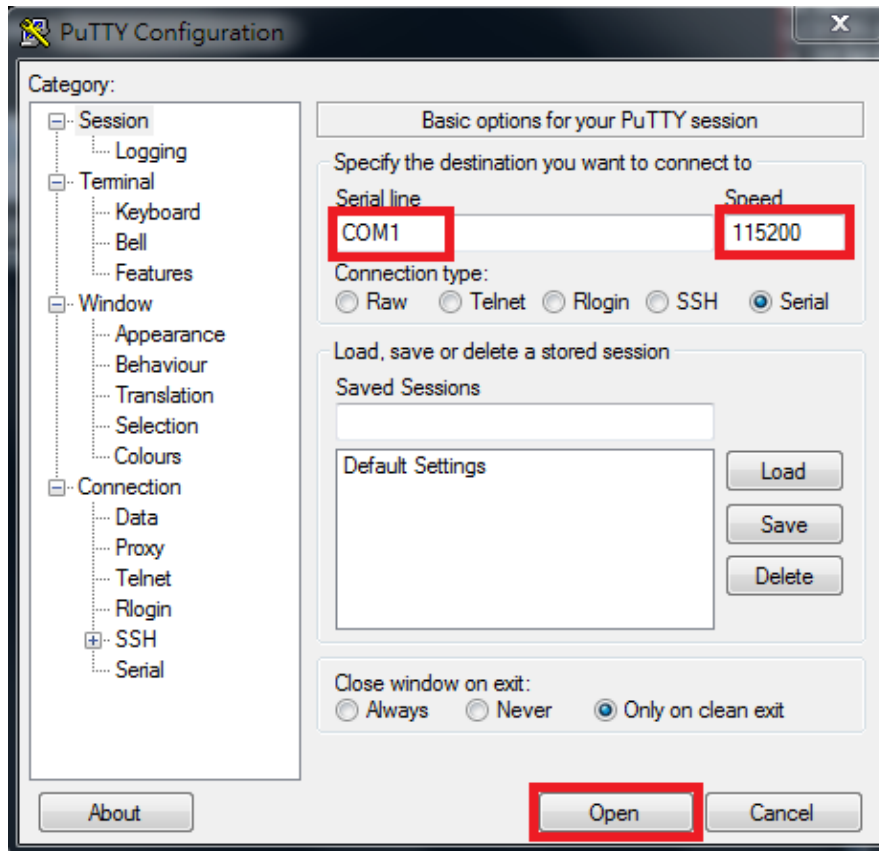 PuTTY Configuration
x
Category:
Session
Logging
Terminal
Keyboard
Bell
Features
Window
Appearance
Behaviour
Translation
Selection
Colours
Connection
Data
Proxy
Telnet
Rlogin
SSH
Serial
Basic options for your PuTTY session
Specify the destination you want to connect to
Serial line Speed
COM1 115200
Connection type:
Raw Telnet Rlogin SSH Serial
Load, save or delete a stored session
Saved Sessions
Default Settings
Load
Save
Delete
Close window on exit:
Always Never Only on clean exit
About Open Cancel